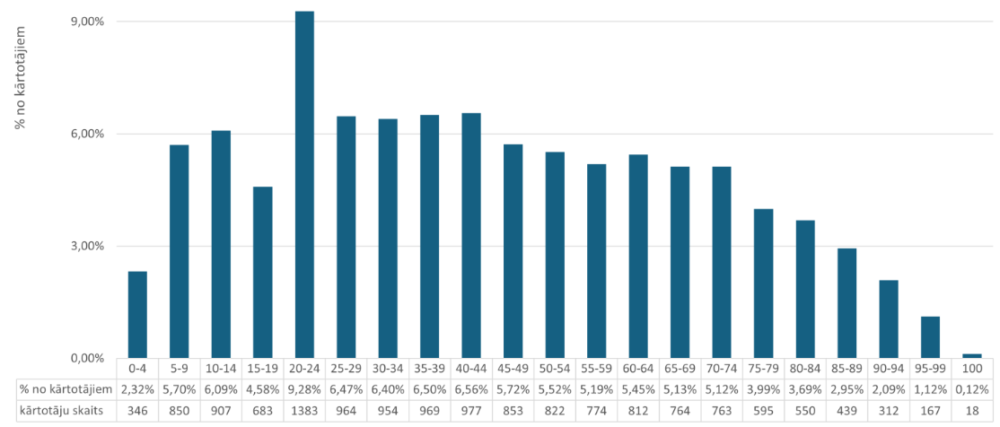 9,00%
6,00%
3,00%
0,00%
% no kārtotājiem
0-4 5-9 10-14 15-19 20-24 25-29 30-34 35-39 40-44 45-49 50-54 55-59 60-64 65-69 70-74 75-79 80-84 85-89 90-94 95-99 100
% no kārtotājiem 2,32% 5,70% 6,09% 4,58% 9,28% 6,47% 6,40% 6,50% 6,56% 5,72% 5,52% 5,19% 5,45% 5,13% 5,12% 3,99% 3,69% 2,95% 2,09% 1,12% 0,12%
kārtotāju skaits 346 850 907 683 1383 964 954 969 977 853 822 774 812 764 763 595 550 439 312 167 18